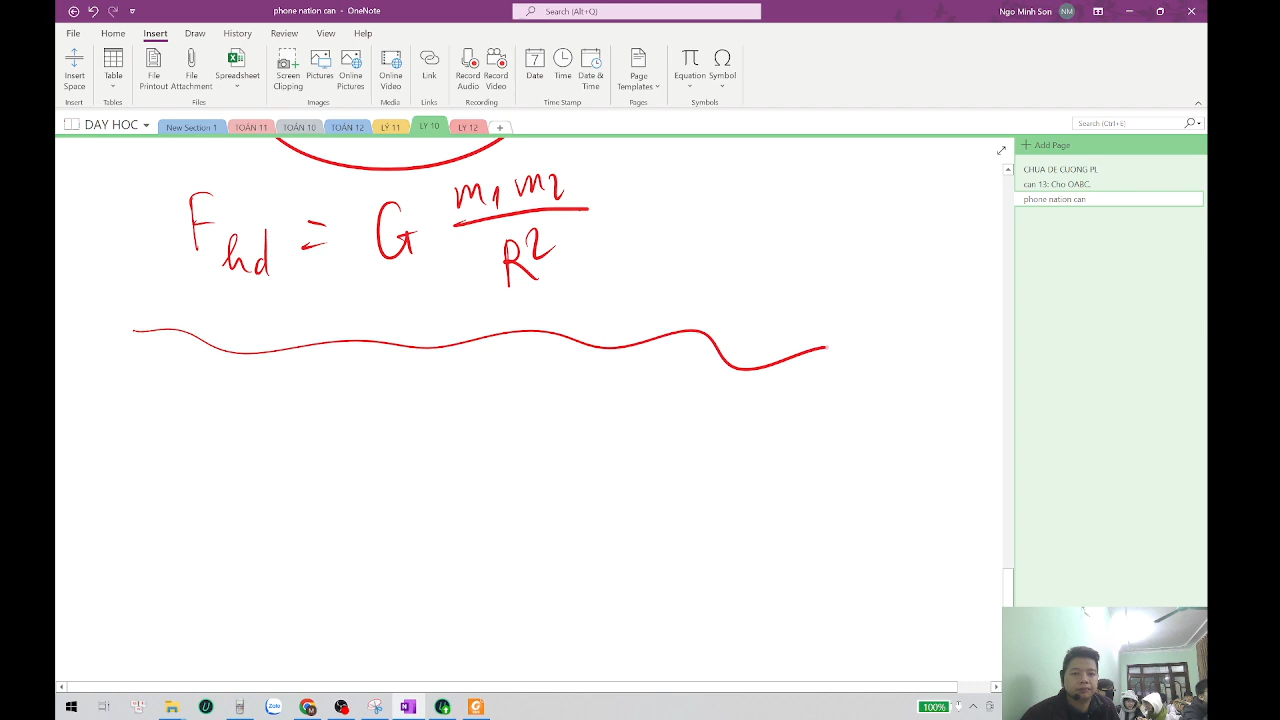 phone nation can - OneNote
Search (Alt+Q)
Ngo Minh Son
NM
File Home Insert Draw History Review View Help
Insert Space
Table
File Printout
File Attachment
Spreadsheet
Screen Clipping
Pictures
Online Pictures
Online Video
Link
Record Audio
Record Video
Date
Time
Date & Time
Page Templates
Equation
Symbol
Insert Tables Files Images Media Links Recording Time Stamp Pages Symbols
DAY HOC
New Section 1
TOÁN 11
TOÁN 10
TOÁN 12
LÝ 11
LY 10
LY 12
Search (Ctrl+E)
Add Page
CHUA DE CUONG PL
can 13: Cho OABC.
phone nation can
F hd = G m1 m2 / R²
Zalo
100%